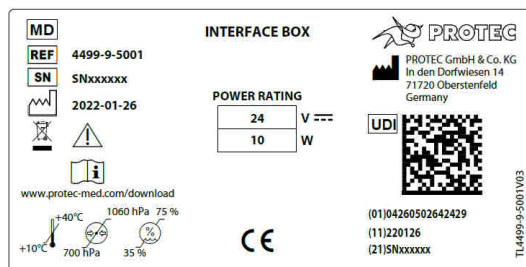 MD
INTERFACE BOX
PROTEC
REF 4499-9-5001
SN SNxxxxxx
2022-01-26
PROTEC GmbH & Co. KG
In den Dorfwiesen 14
71720 Oberstenfeld
Germany
POWER RATING
24 V
10 W
UDI
i
www.protec-med.com/download
+10°C +40°C
700 hPa 1060 hPa
35 % 75 %
%
CE
(01)04260502642429
(11)220126
(21)SNxxxxxx
TL4499-9-5001V03